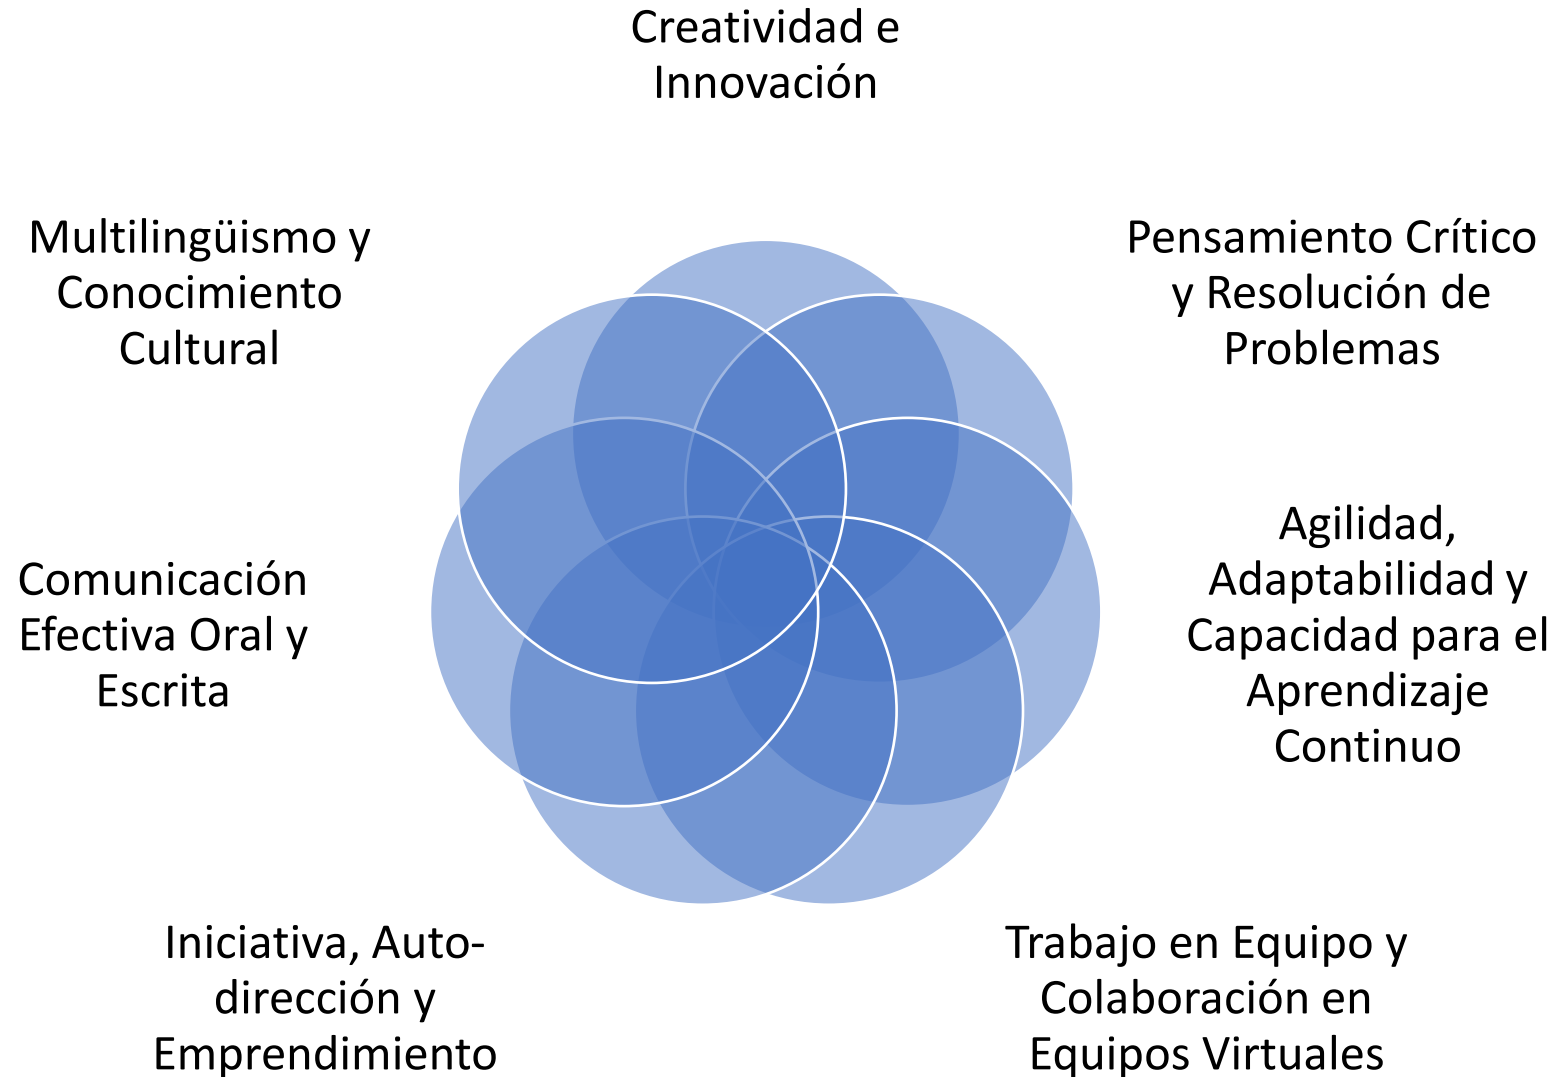 Creatividad e
Innovación
Pensamiento Crítico
y Resolución de
Problemas
Agilidad,
Adaptabilidad y
Capacidad para el
Aprendizaje
Continuo
Trabajo en Equipo y
Colaboración en
Equipos Virtuales
Iniciativa, Auto-
dirección y
Emprendimiento
Comunicación
Efectiva Oral y
Escrita
Multilingüismo y
Conocimiento
Cultural